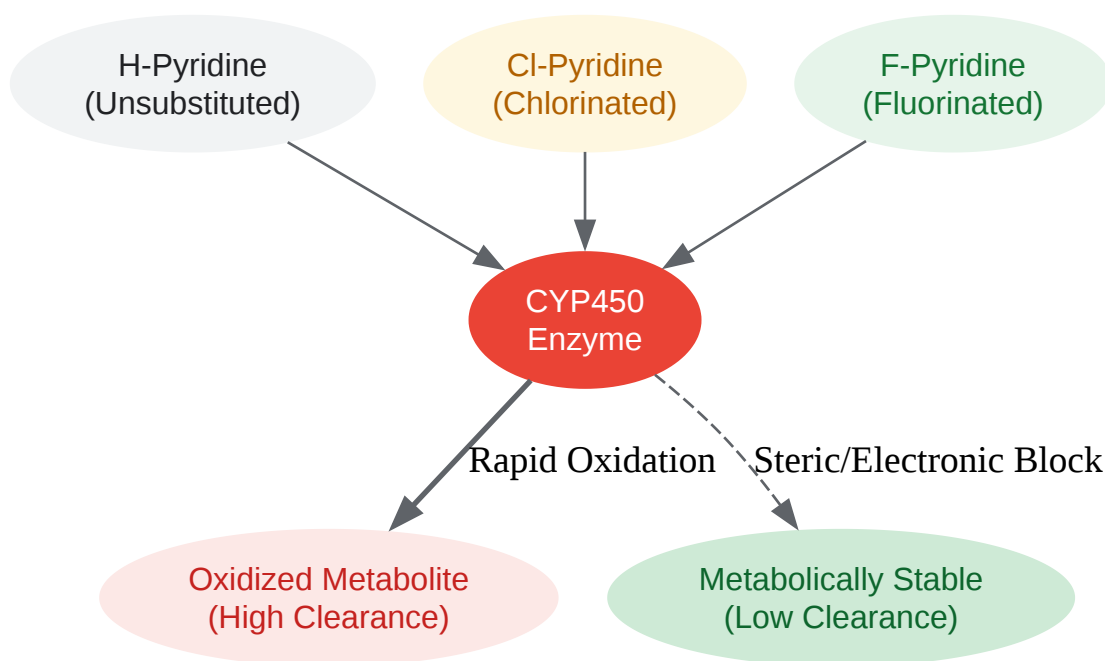 H-Pyridine
(Unsubstituted)
Cl-Pyridine
(Chlorinated)
F-Pyridine
(Fluorinated)
CYP450
Enzyme
Rapid Oxidation
Steric/Electronic Block
Oxidized Metabolite
(High Clearance)
Metabolically Stable
(Low Clearance)